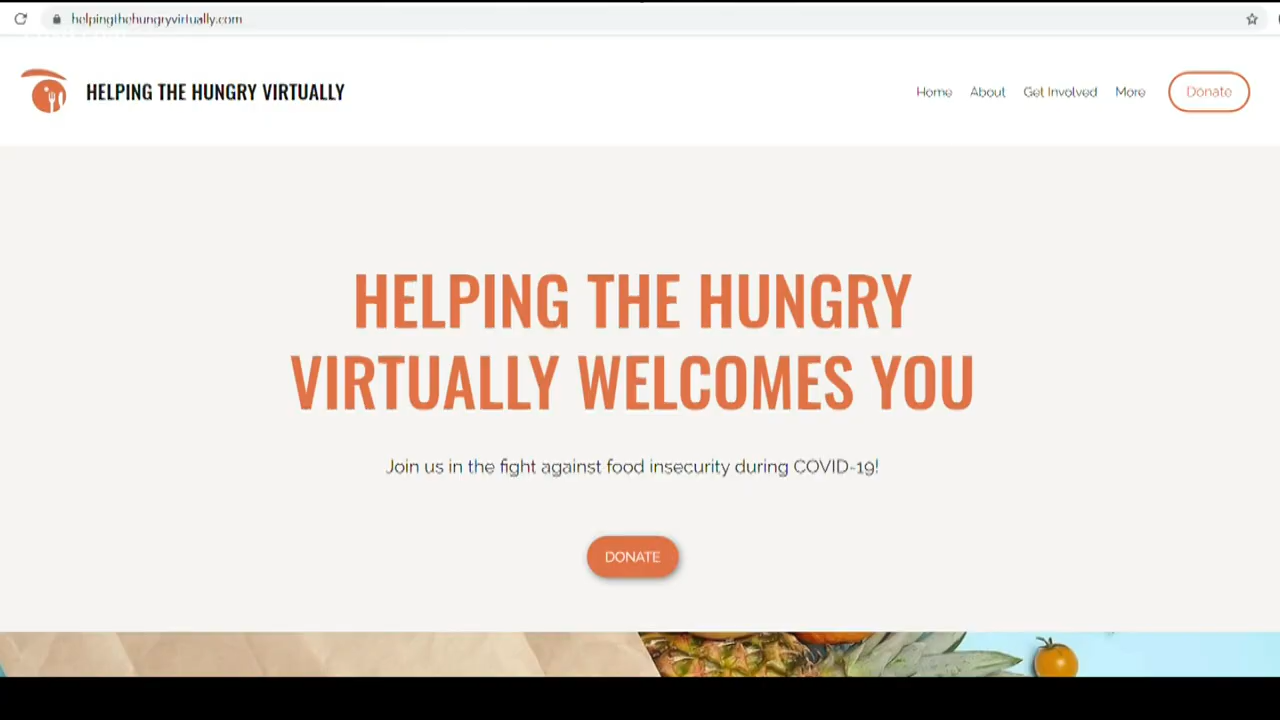 helpingthehungryvirtually.com
HELPING THE HUNGRY VIRTUALLY
Home About Get Involved More Donate
HELPING THE HUNGRY
VIRTUALLY WELCOMES YOU
Join us in the fight against food insecurity during COVID-19!
DONATE